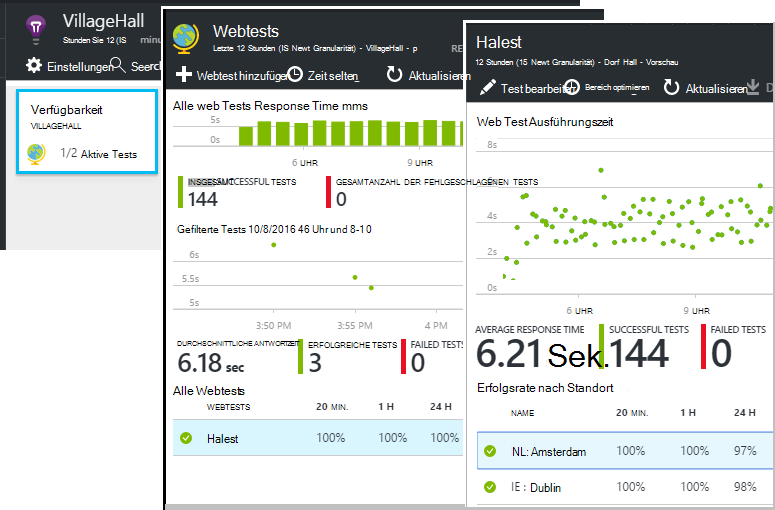 VillageHall
Stunden Sie 12 (IS minu
Einstellungen Seerch
Verfügbarkeit
VILLAGEHALL
1/2 Aktive Tests
Webtests
Letzte 12 Stunden (IS Newt Granularität) - VillageHall - p
RE
Webtest hinzufügen Zeit selten_ Aktualisieren
Alle web Tests Response Time mms
5s
0s
6 UHR 9 UHR
SUCCESSFUL TESTS GESAMTANZAHL DER FEHLGESCHLAGENEN TESTS
144 0
Gefilterte Tests 10/8/2016 46 Uhr und 8-10
6s
5.5s
5s
3:50 PM 3:55 PM 4 PM
DURCHSCHNITTLICHE ANTWORTZEIT ERFOLGREICHE TESTS FAILED TESTS
6.18 sec 3 0
Alle Webtests
WEBTESTS 20 MIN. 1 H 24 H
Halest 100% 100% 100%
Halest
12 Stunden (15 Newt Granularität) - Dorf Hall - Vorschau
Test bearbeiten Bereich optimieren_ Aktualisieren D
Web Test Ausführungszeit
8s
6s
4s
2s
0s
6 UHR 9 UHR
AVERAGE RESPONSE TIME SUCCESSFUL TESTS FAILED TESTS
6.21 Sek. 144 0
Erfolgsrate nach Standort
NAME 20 MIN. 1 H 24 H
NL: Amsterdam 100% 100% 97%
IE : Dublin 100% 100% 98%